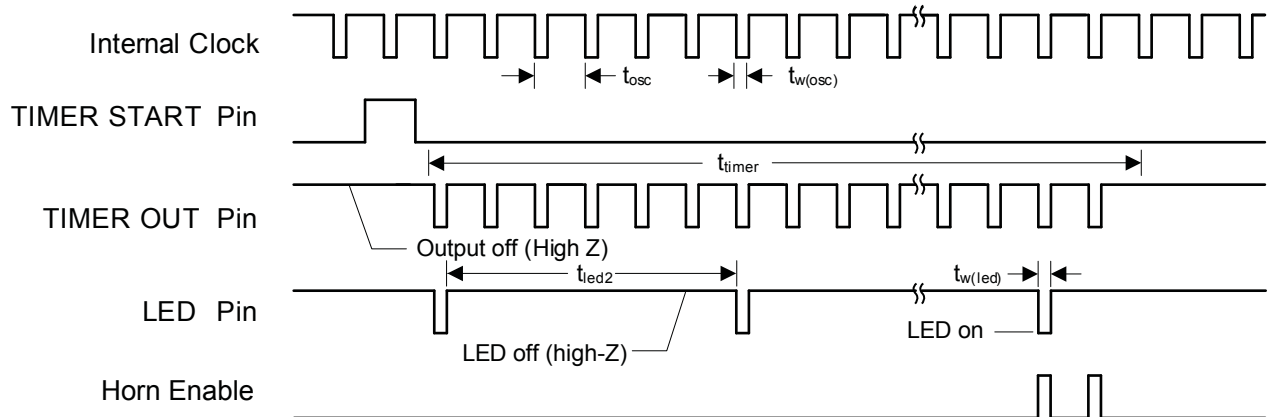 Internal Clock
tosc
tw(osc)
TIMER START Pin
ttimer
TIMER OUT Pin
Output off (High Z)
tled2
tw(led)
LED Pin
LED on
LED off (high-Z)
Horn Enable